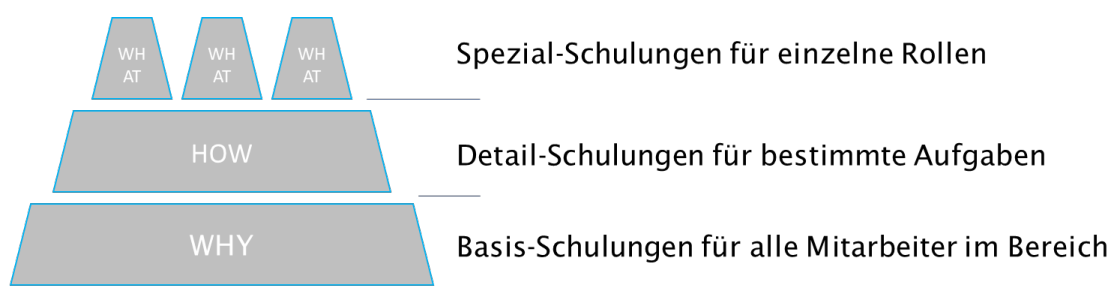 WH WH WH
AT AT AT
Spezial-Schulungen für einzelne Rollen
HOW
Detail-Schulungen für bestimmte Aufgaben
WHY
Basis-Schulungen für alle Mitarbeiter im Bereich